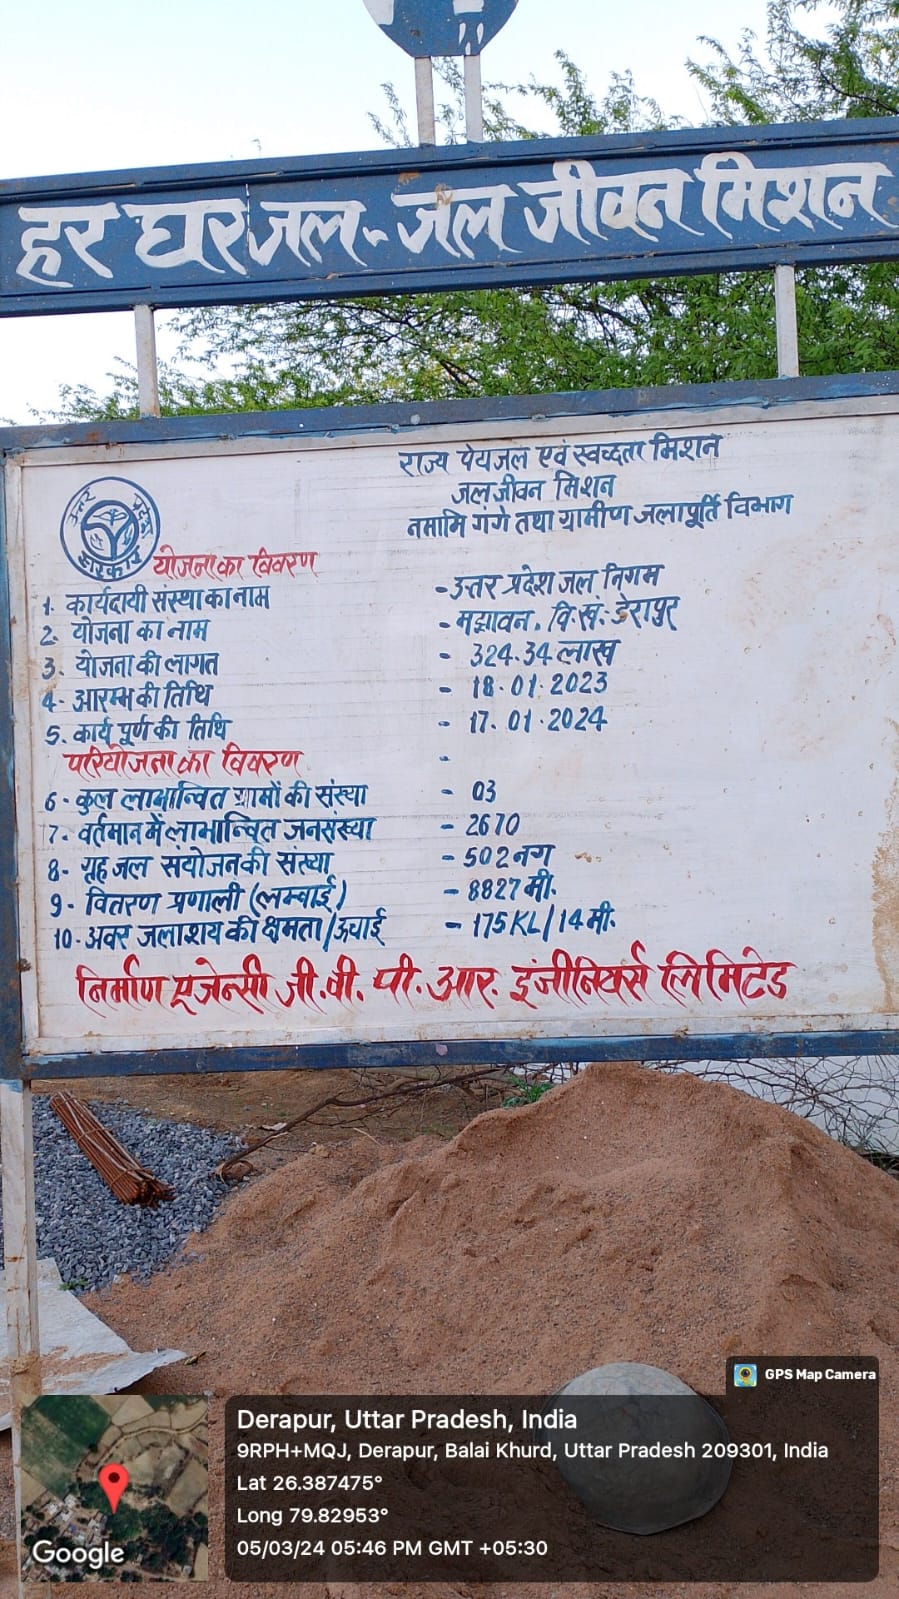 हर घर जल - जल जीवन मिशन
राज्य पेयजल एवं स्वच्छता मिशन
जल जीवन मिशन
नमामि गंगे तथा ग्रामीण जलापूर्ति विभाग
उत्तर प्रदेश सरकार
योजना का विवरण
1. कार्यदायी संस्था का नाम - उत्तर प्रदेश जल निगम
2. योजना का नाम - मझावन, वि.खं. डेरापुर
3. योजना की लागत - 324.34 लाख
4- आरम्भ की तिथि - 18.01.2023
5. कार्य पूर्ण की तिथि - 17.01.2024
परियोजना का विवरण -
6- कुल लाभान्वित ग्रामों की संख्या - 03
7- वर्तमान में लाभान्वित जनसंख्या - 2670
8- गृह जल संयोजन की संख्या - 502 नग
9- वितरण प्रणाली (लम्बाई) - 8827 मी.
10- अवर जलाशय की क्षमता/ऊचाई - 175 KL/14 मी.
निर्माण एजेन्सी जी.वी. पी. आर. इंजीनियर्स लिमिटेड
GPS Map Camera
Derapur, Uttar Pradesh, India
9RPH+MQJ, Derapur, Balai Khurd, Uttar Pradesh 209301, India
Lat 26.387475°
Long 79.82953°
05/03/24 05:46 PM GMT +05:30
Google